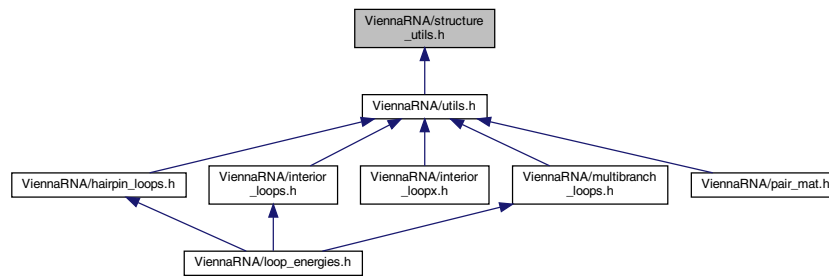 ViennaRNA/structure
_utils.h
ViennaRNA/utils.h
ViennaRNA/hairpin_loops.h
ViennaRNA/interior
_loops.h
ViennaRNA/interior
_loopx.h
ViennaRNA/multibranch
_loops.h
ViennaRNA/pair_mat.h
ViennaRNA/loop_energies.h